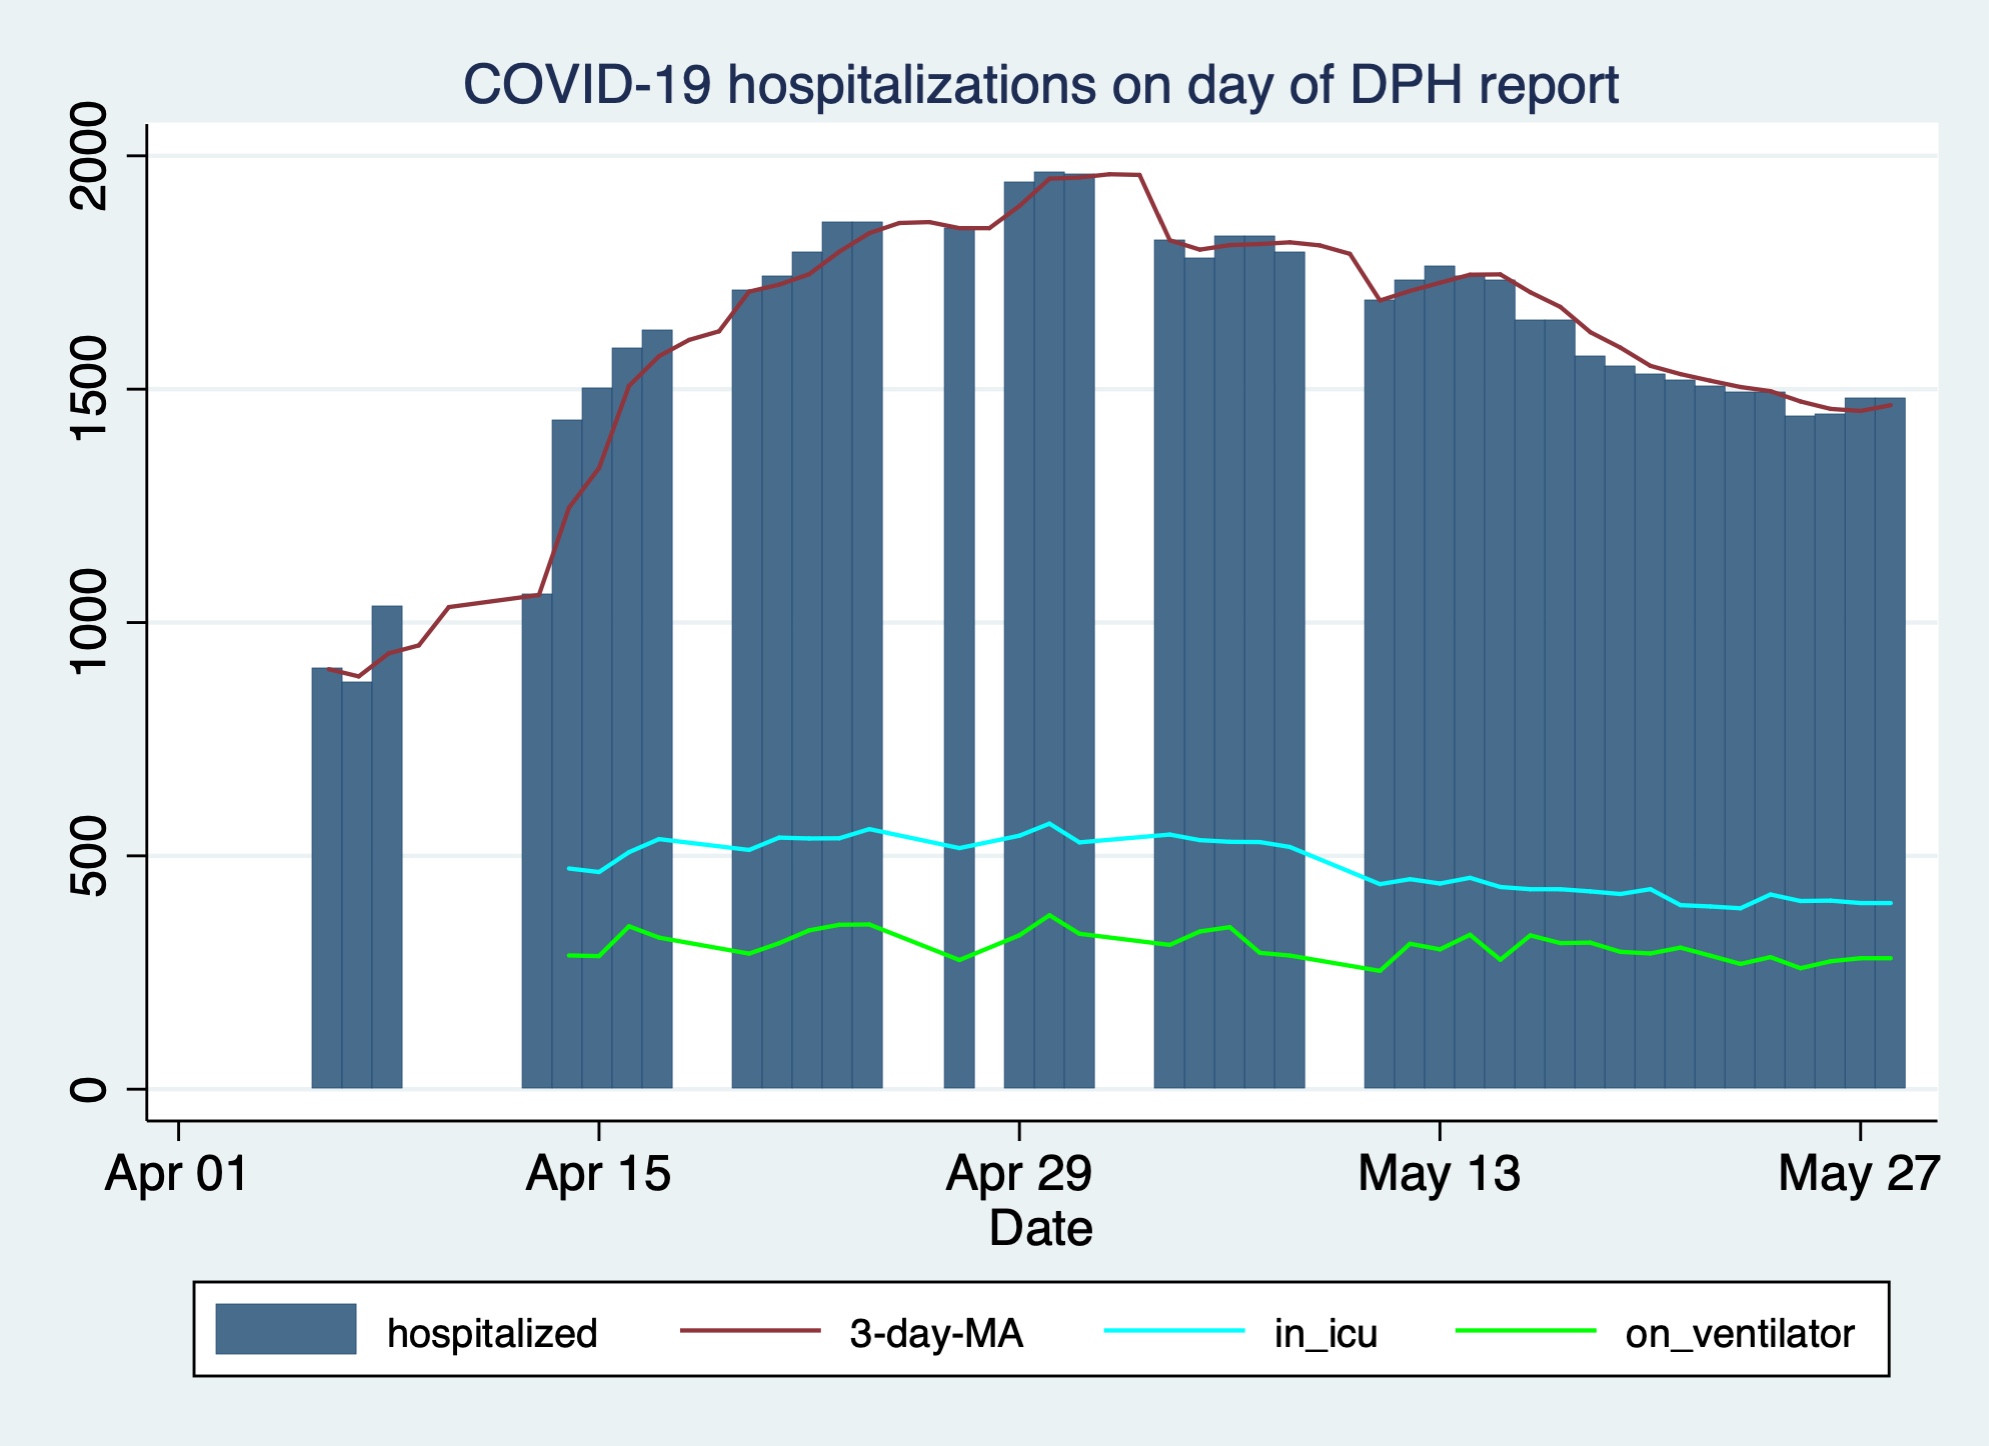 COVID-19 hospitalizations on day of DPH report
2000
1500
1000
500
0
Apr 01 Apr 15 Apr 29 May 13 May 27
Date
hospitalized 3-day-MA in_icu on_ventilator